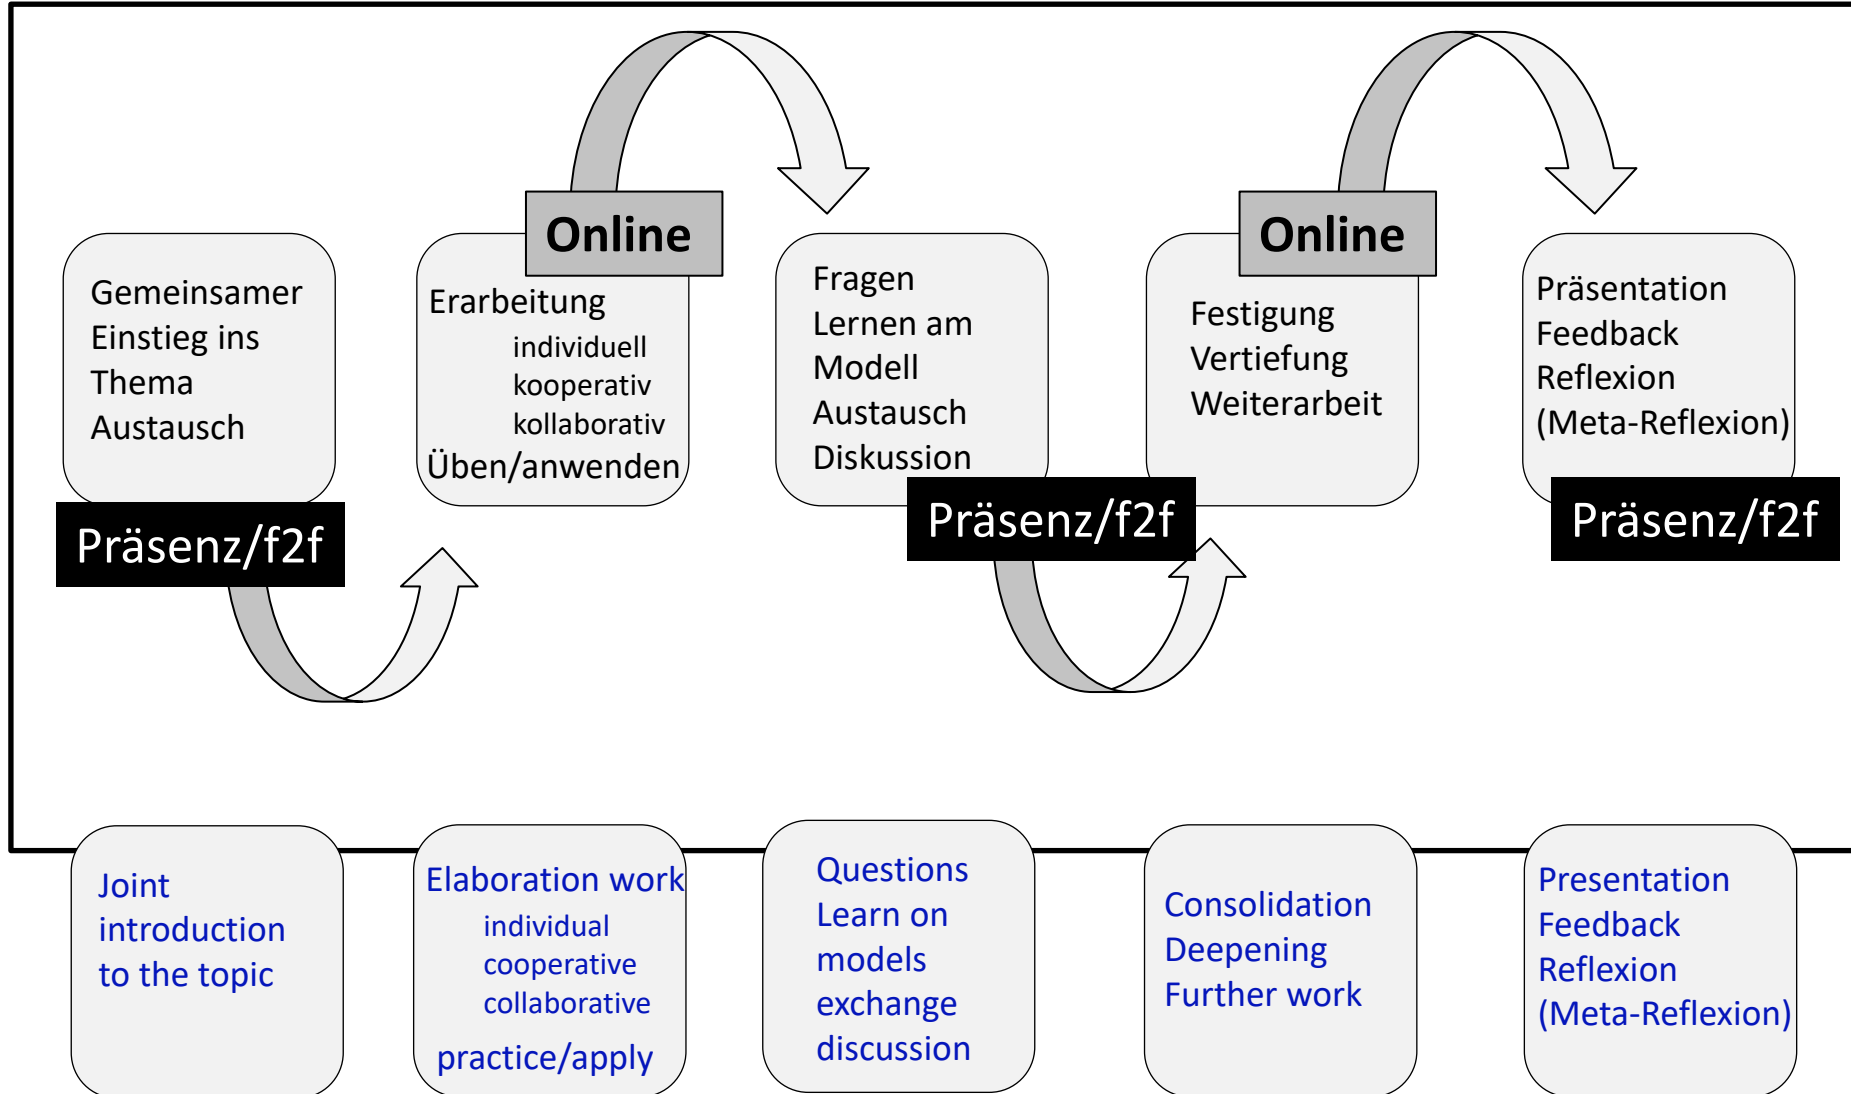 Online
Online
Gemeinsamer
Einstieg ins
Thema
Austausch
Präsenz/f2f
Erarbeitung
individuell
kooperativ
kollaborativ
Üben/anwenden
Fragen
Lernen am
Modell
Austausch
Diskussion
Präsenz/f2f
Festigung
Vertiefung
Weiterarbeit
Präsentation
Feedback
Reflexion
(Meta-Reflexion)
Präsenz/f2f
Joint
introduction
to the topic
Elaboration work
individual
cooperative
collaborative
practice/apply
Questions
Learn on
models
exchange
discussion
Consolidation
Deepening
Further work
Presentation
Feedback
Reflexion
(Meta-Reflexion)